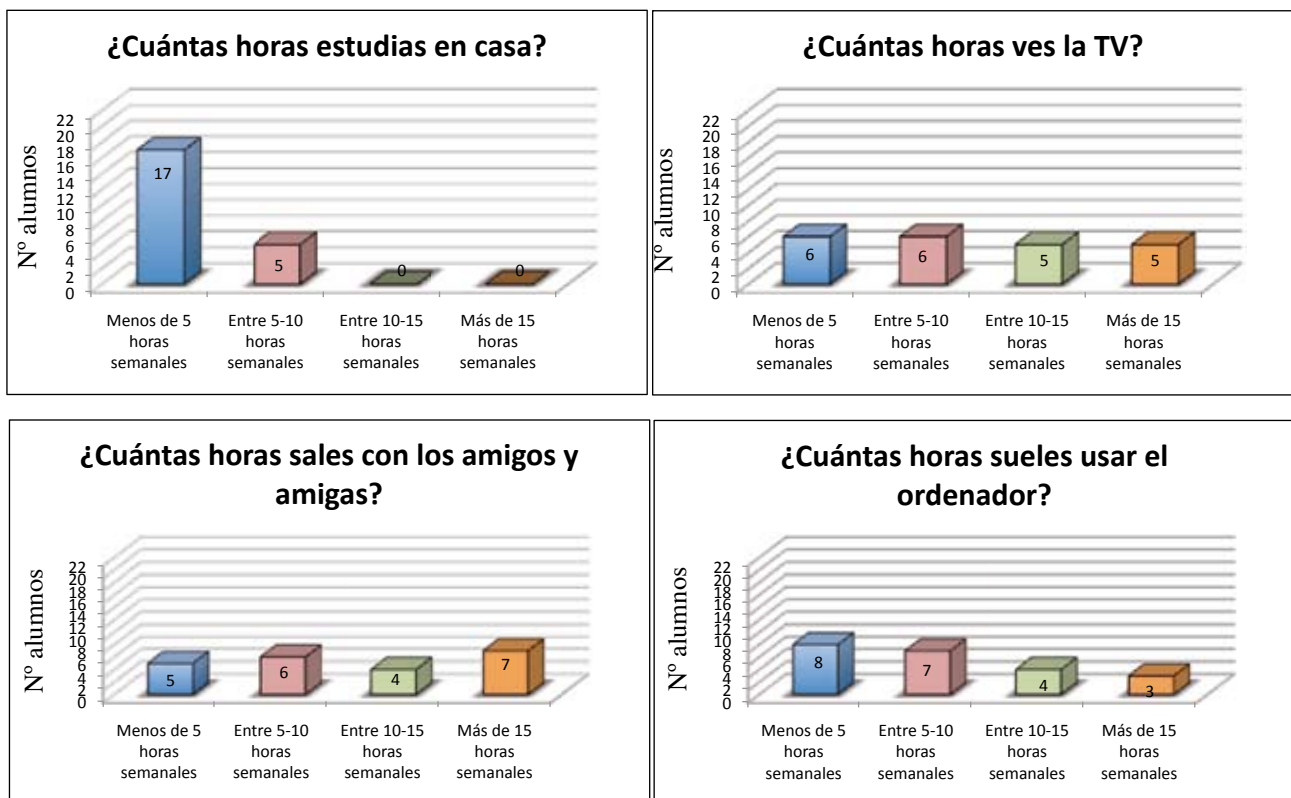 ¿Cuántas horas estudias en casa?
Nº alumnos
22
20
18
16
14
12
10
8
6
4
2
0
17
5
0
0
Menos de 5
horas
semanales
Entre 5-10
horas
semanales
Entre 10-15
horas
semanales
Más de 15
horas
semanales
¿Cuántas horas ves la TV?
Nº alumnos
22
20
18
16
14
12
10
8
6
4
2
0
6
6
5
5
Menos de 5
horas
semanales
Entre 5-10
horas
semanales
Entre 10-15
horas
semanales
Más de 15
horas
semanales
¿Cuántas horas sales con los amigos y
amigas?
Nº alumnos
22
20
18
16
14
12
10
8
6
4
2
0
5
6
4
7
Menos de 5
horas
semanales
Entre 5-10
horas
semanales
Entre 10-15
horas
semanales
Más de 15
horas
semanales
¿Cuántas horas sueles usar el
ordenador?
Nº alumnos
22
20
18
16
14
12
10
8
6
4
2
0
8
7
4
3
Menos de 5
horas
semanales
Entre 5-10
horas
semanales
Entre 10-15
horas
semanales
Más de 15
horas
semanales